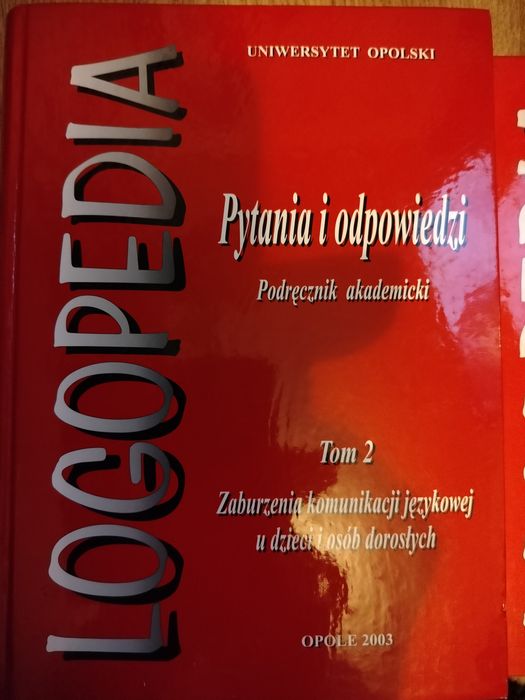 LOGOPEDIA
UNIWERSYTET OPOLSKI
Pytania i odpowiedzi
Podręcznik akademicki
Tom 2
Zaburzenia komunikacji językowej
u dzieci i osób dorosłych
OPOLE 2003